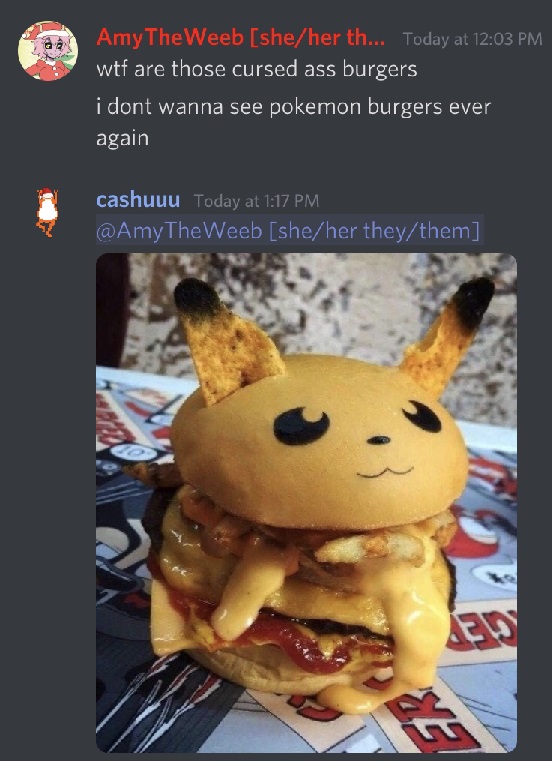 AmyTheWeeb [she/her th... Today at 12:03 PM
wtf are those cursed ass burgers
i dont wanna see pokemon burgers ever
again
cashuuu Today at 1:17 PM
@AmyTheWeeb [she/her they/them]